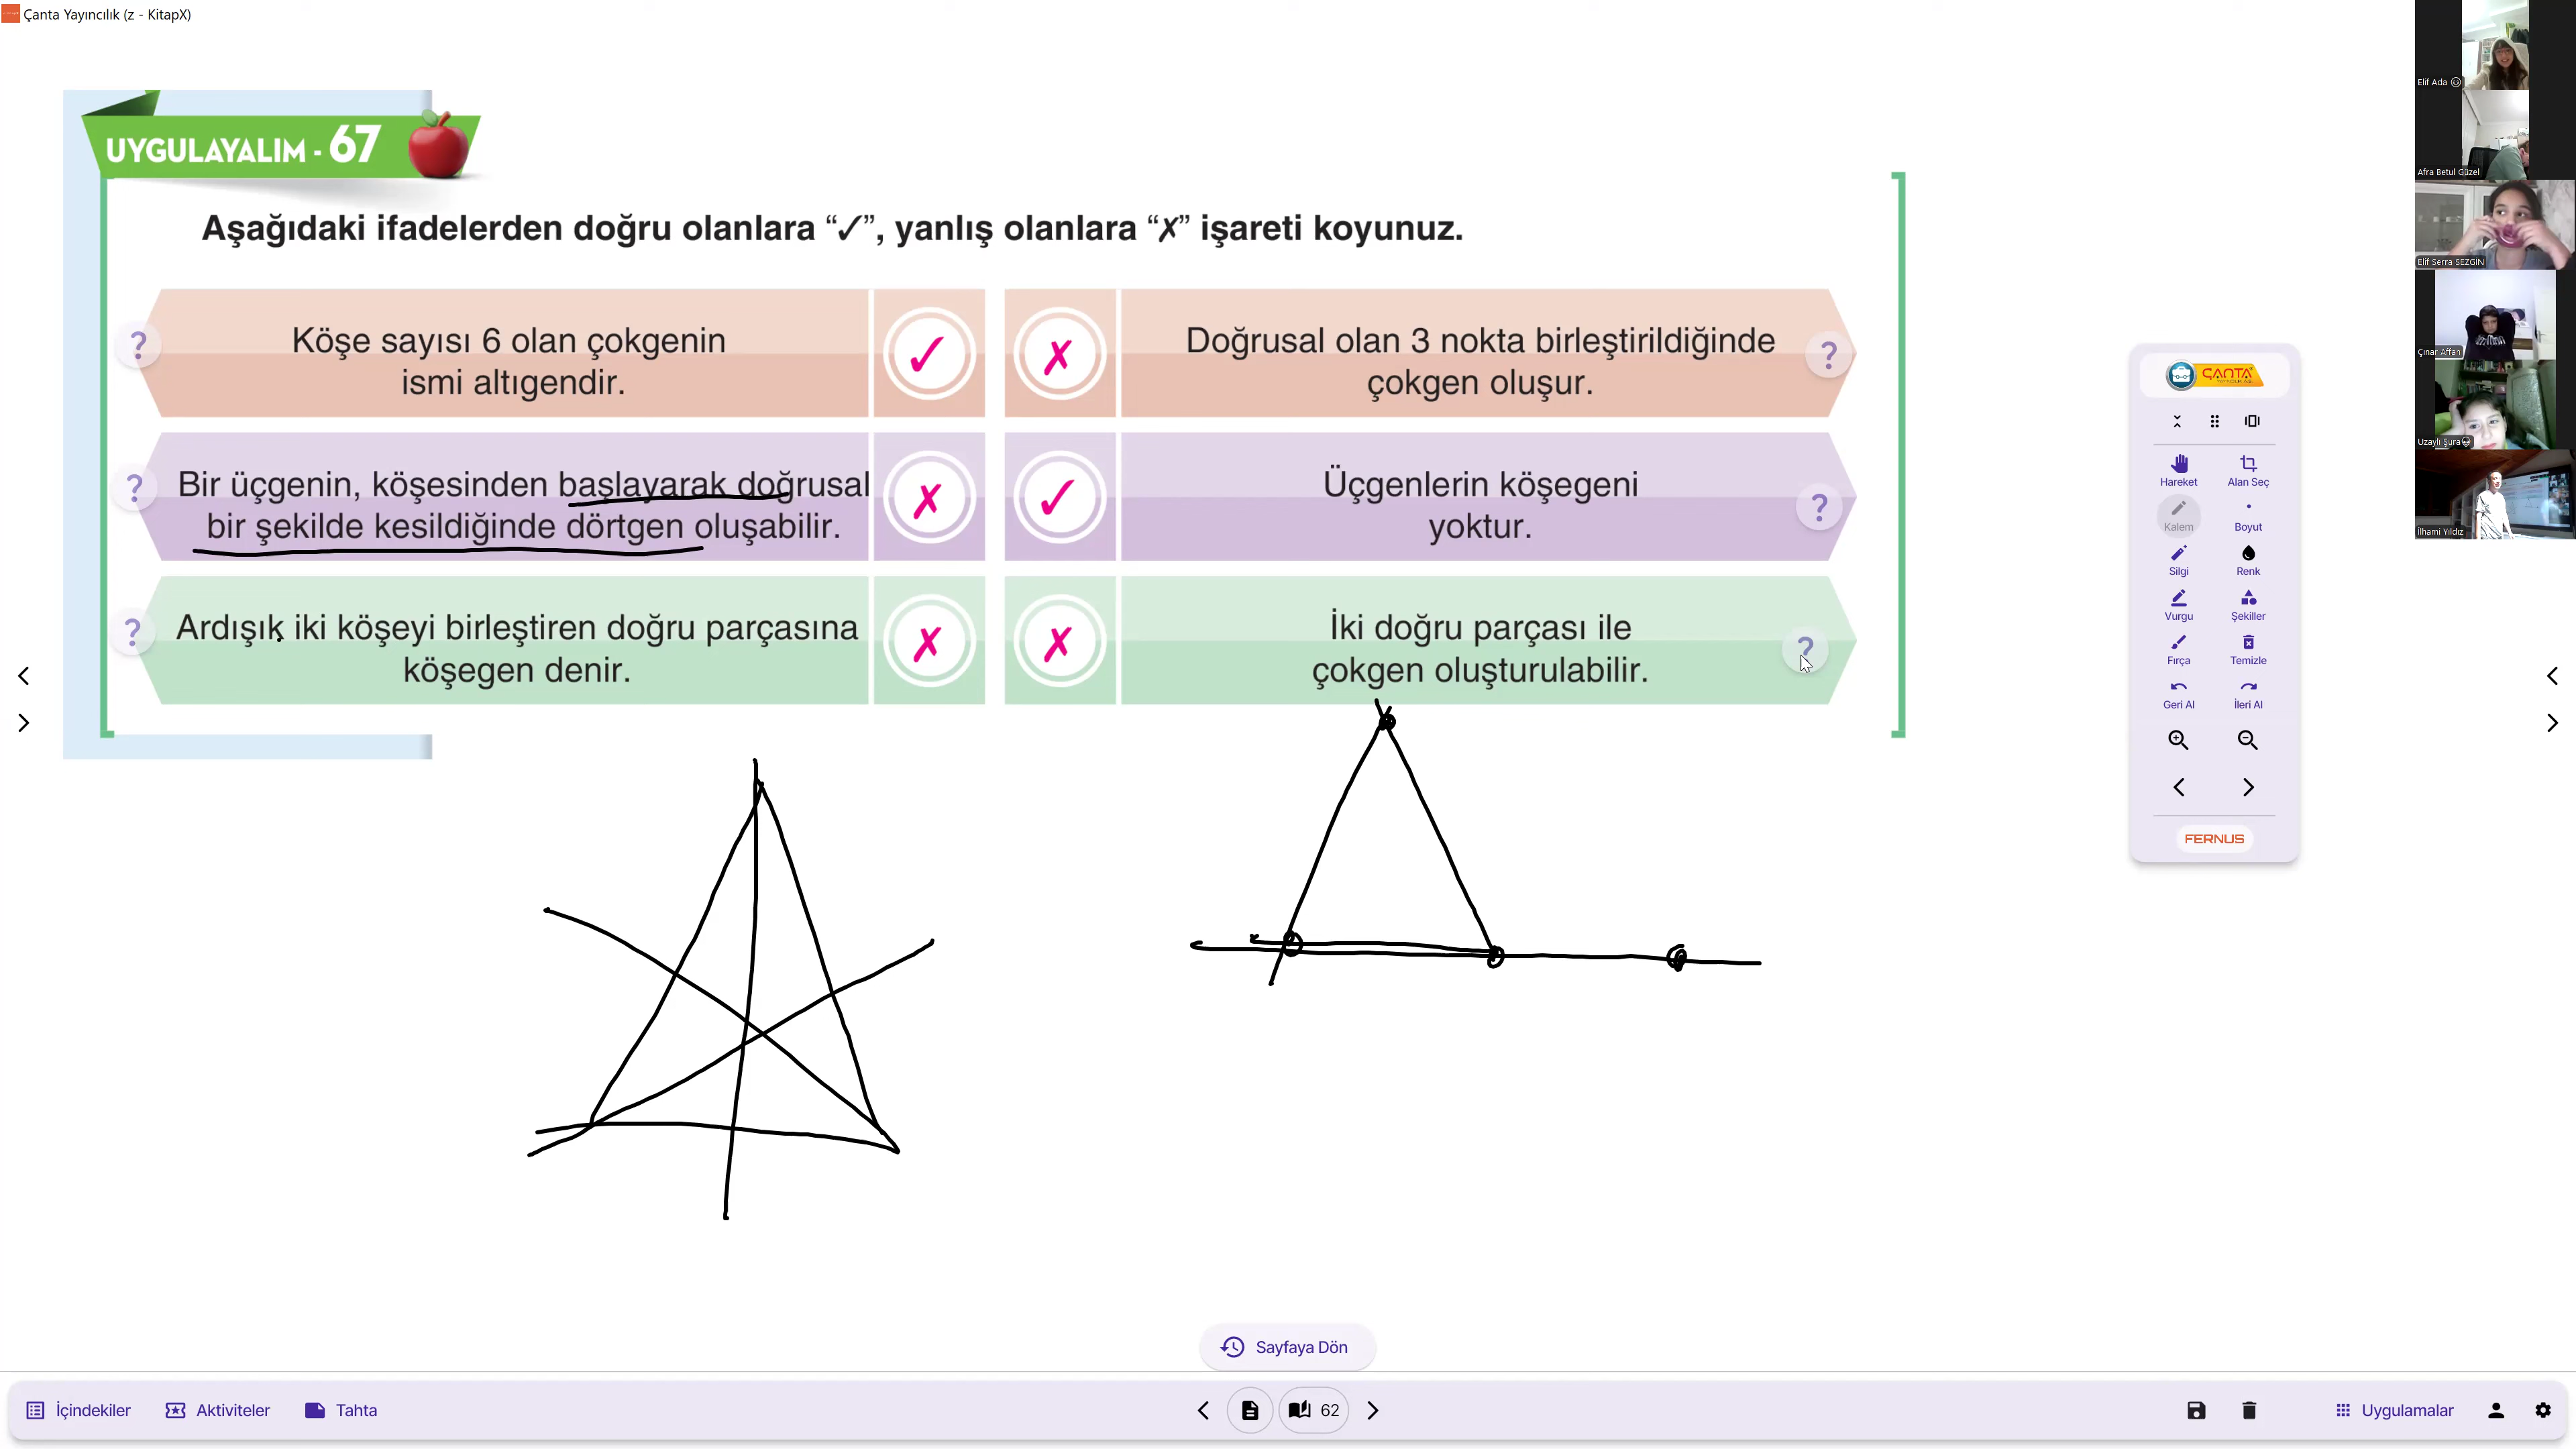 Çanta Yayıncılık (z - KitapX)
UYGULAYALIM - 67
Aşağıdaki ifadelerden doğru olanlara “✓”, yanlış olanlara “✗” işareti koyunuz.
? Köşe sayısı 6 olan çokgenin
ismi altıgendir.
✓
✗
Doğrusal olan 3 nokta birleştirildiğinde
çokgen oluşur. ?
? Bir üçgenin, köşesinden başlayarak doğrusal
bir şekilde kesildiğinde dörtgen oluşabilir.
✗
✓
Üçgenlerin köşegeni
yoktur. ?
? Ardışık iki köşeyi birleştiren doğru parçasına
köşegen denir.
✗
✗
İki doğru parçası ile
çokgen oluşturulabilir. ?
Elif Ada
Afra Betul Güzel
Elif Serra SEZGİN
Çınar Affan
Uzaylı Şura
İlhami Yıldız
ÇANTA
Hareket
Alan Seç
Kalem
Boyut
Silgi
Renk
Vurgu
Şekiller
Fırça
Temizle
Geri Al
İleri Al
FERNUS
Sayfaya Dön
İçindekiler
Aktiviteler
Tahta
62
Uygulamalar